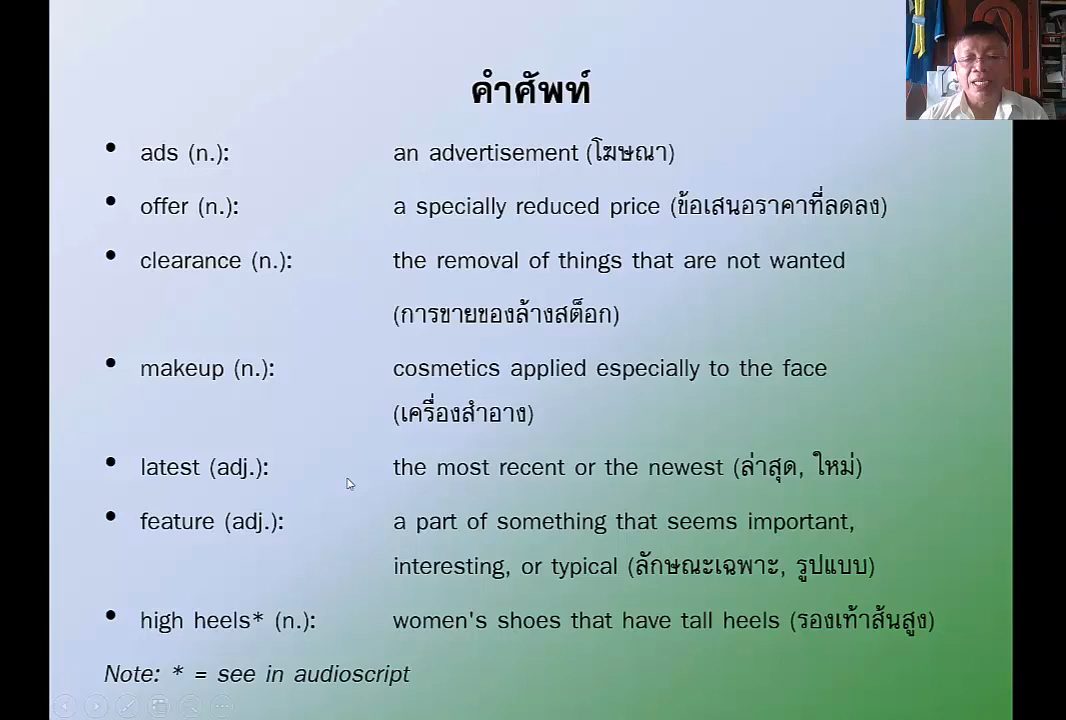 คำศัพท์
• ads (n.): an advertisement (โฆษณา)
• offer (n.): a specially reduced price (ข้อเสนอราคาที่ลดลง)
• clearance (n.): the removal of things that are not wanted
(การขายของล้างสต็อก)
• makeup (n.): cosmetics applied especially to the face
(เครื่องสำอาง)
• latest (adj.): the most recent or the newest (ล่าสุด, ใหม่)
• feature (adj.): a part of something that seems important,
interesting, or typical (ลักษณะเฉพาะ, รูปแบบ)
• high heels* (n.): women's shoes that have tall heels (รองเท้าส้นสูง)
Note: * = see in audioscript